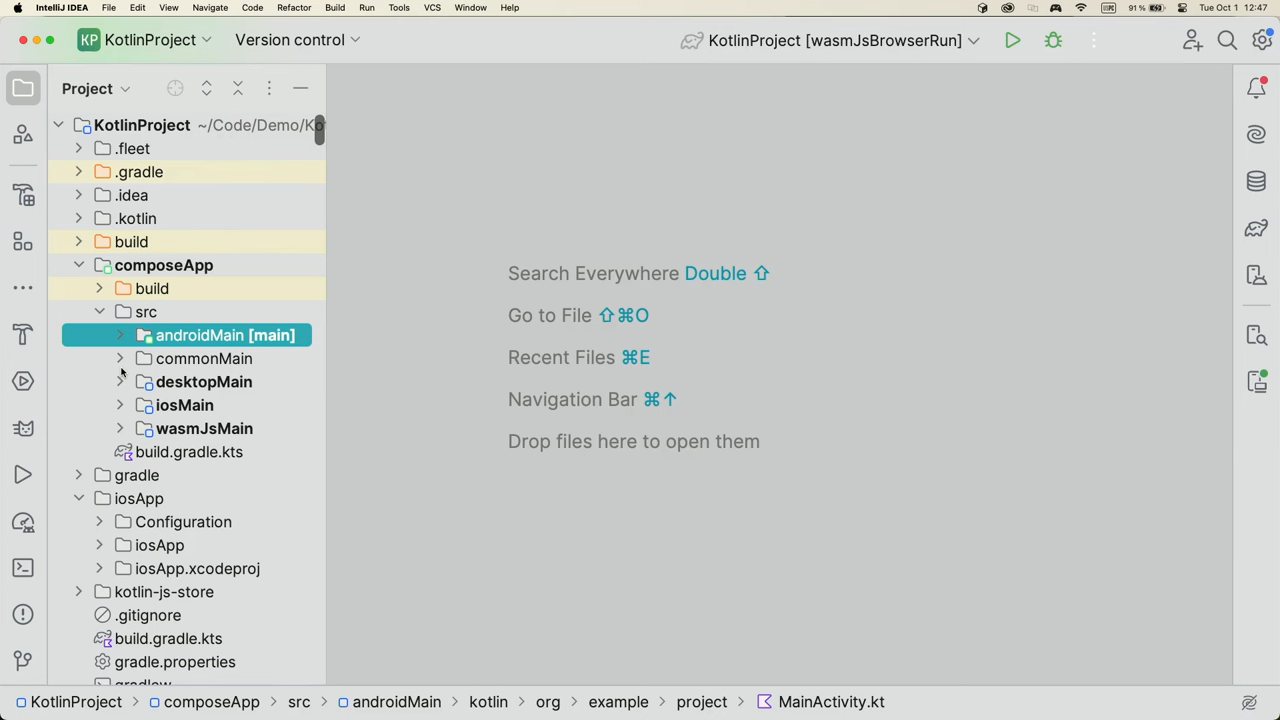 IntelliJ IDEA File Edit View Navigate Code Refactor Build Run Tools VCS Window Help 91 % Tue Oct 1 12:47
KP KotlinProject Version control KotlinProject [wasmJsBrowserRun]
Project
KotlinProject ~/Code/Demo/Ko
.fleet
.gradle
.idea
.kotlin
build
composeApp
build
src
androidMain [main]
commonMain
desktopMain
iosMain
wasmJsMain
build.gradle.kts
gradle
iosApp
Configuration
iosApp
iosApp.xcodeproj
kotlin-js-store
.gitignore
build.gradle.kts
gradle.properties
gradlew
Search Everywhere Double ⇧
Go to File ⇧⌘O
Recent Files ⌘E
Navigation Bar ⌘↑
Drop files here to open them
KotlinProject > composeApp > src > androidMain > kotlin > org > example > project > MainActivity.kt